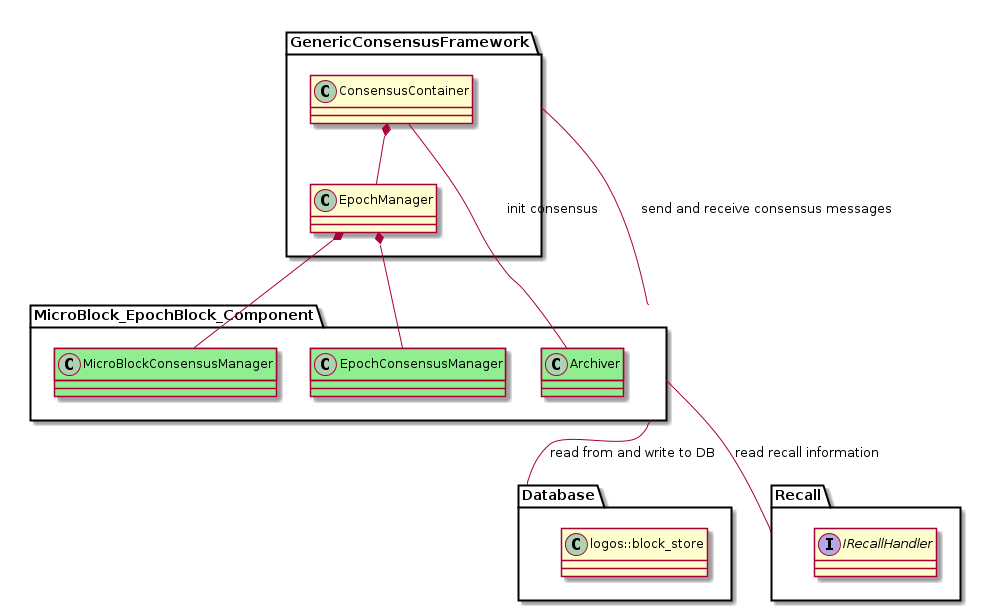 GenericConsensusFramework
C ConsensusContainer
C EpochManager
init consensus
send and receive consensus messages
MicroBlock_EpochBlock_Component
C MicroBlockConsensusManager
C EpochConsensusManager
C Archiver
read from and write to DB
read recall information
Database
C logos::block_store
Recall
I IRecallHandler